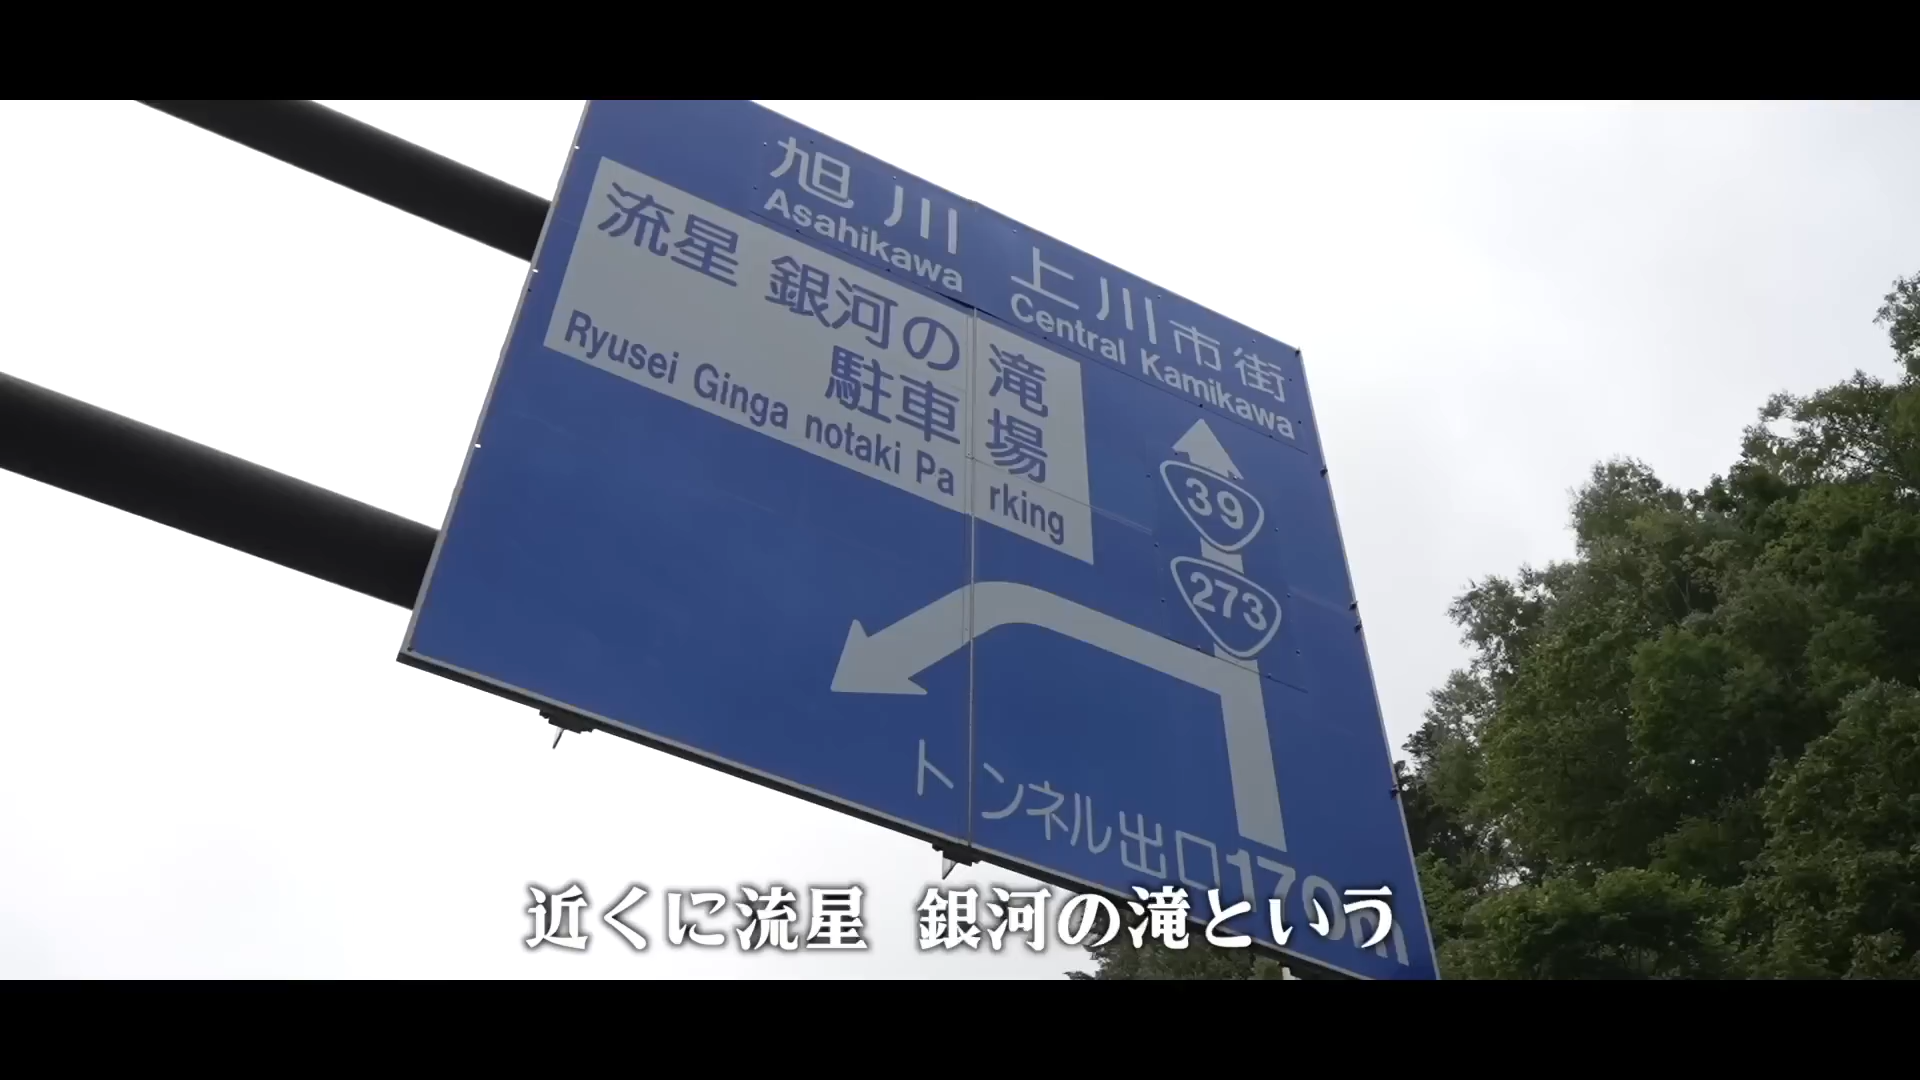 旭川
Asahikawa
上川市街
Central Kamikawa
流星 銀河の滝
駐車場
Ryusei Ginga notaki Parking
39
273
トンネル出口170m
近くに流星 銀河の滝という